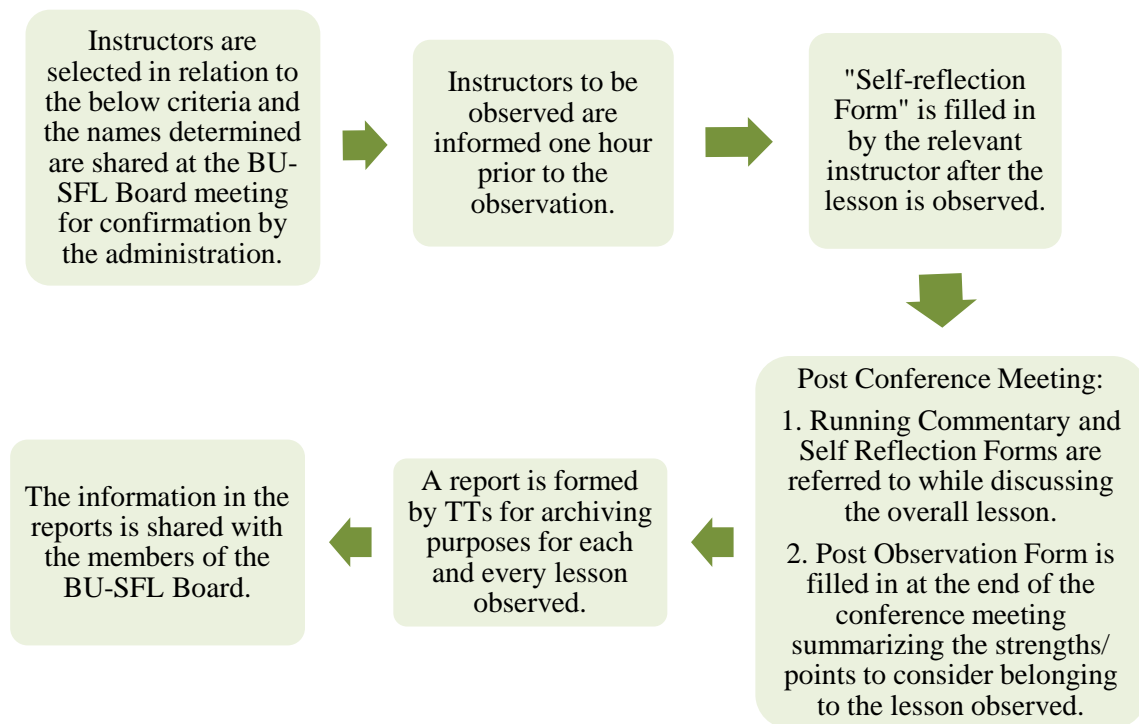 Instructors are
selected in relation to
the below criteria and
the names determined
are shared at the BU-
SFL Board meeting
for confirmation by
the administration.
Instructors to be
observed are
informed one hour
prior to the
observation.
"Self-reflection
Form" is filled in
by the relevant
instructor after the
lesson is observed.
Post Conference Meeting:
1. Running Commentary and
Self Reflection Forms are
referred to while discussing
the overall lesson.
2. Post Observation Form is
filled in at the end of the
conference meeting
summarizing the strengths/
points to consider belonging
to the lesson observed.
A report is formed
by TTs for archiving
purposes for each
and every lesson
observed.
The information in the
reports is shared with
the members of the
BU-SFL Board.